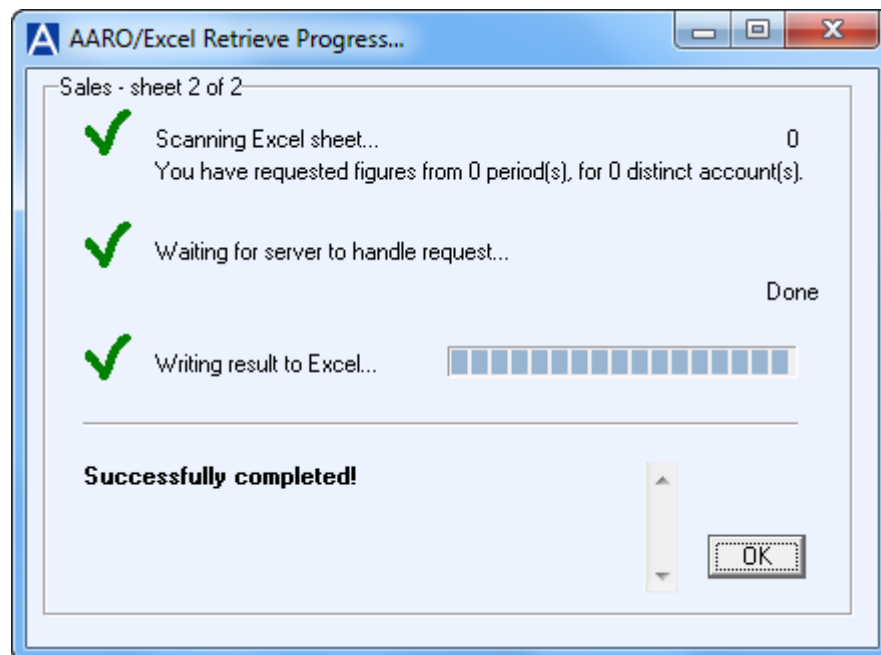 AARO/Excel Retrieve Progress...
Sales - sheet 2 of 2
Scanning Excel sheet... 0
You have requested figures from 0 period(s), for 0 distinct account(s).
Waiting for server to handle request...
Done
Writing result to Excel...
Successfully completed!
OK